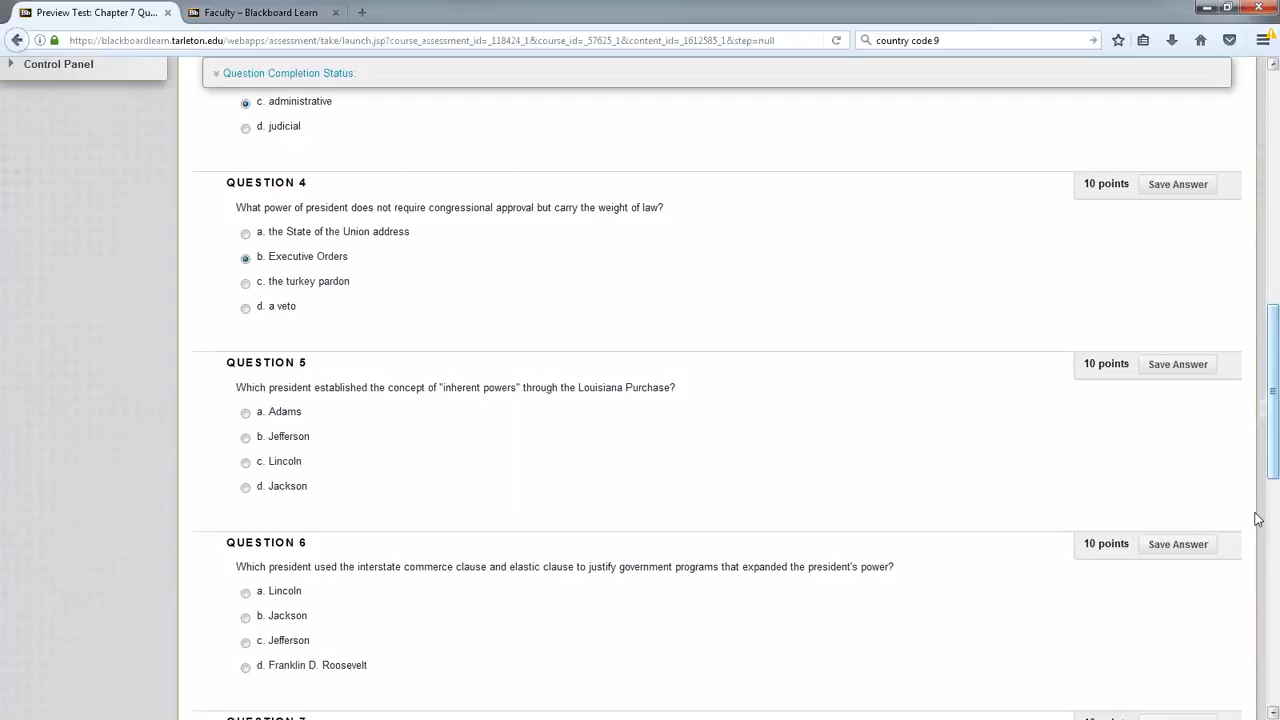 Preview Test: Chapter 7 Qu...
Faculty – Blackboard Learn
https://blackboardlearn.tarleton.edu/webapps/assessment/take/launch.jsp?course_assessment_id=_118424_1&course_id=_57625_1&content_id=_1612585_1&step=null
country code 9
Control Panel
Question Completion Status:
c. administrative
d. judicial
QUESTION 4
10 points
Save Answer
What power of president does not require congressional approval but carry the weight of law?
a. the State of the Union address
b. Executive Orders
c. the turkey pardon
d. a veto
QUESTION 5
10 points
Save Answer
Which president established the concept of "inherent powers" through the Louisiana Purchase?
a. Adams
b. Jefferson
c. Lincoln
d. Jackson
QUESTION 6
10 points
Save Answer
Which president used the interstate commerce clause and elastic clause to justify government programs that expanded the president's power?
a. Lincoln
b. Jackson
c. Jefferson
d. Franklin D. Roosevelt
QUESTION 7